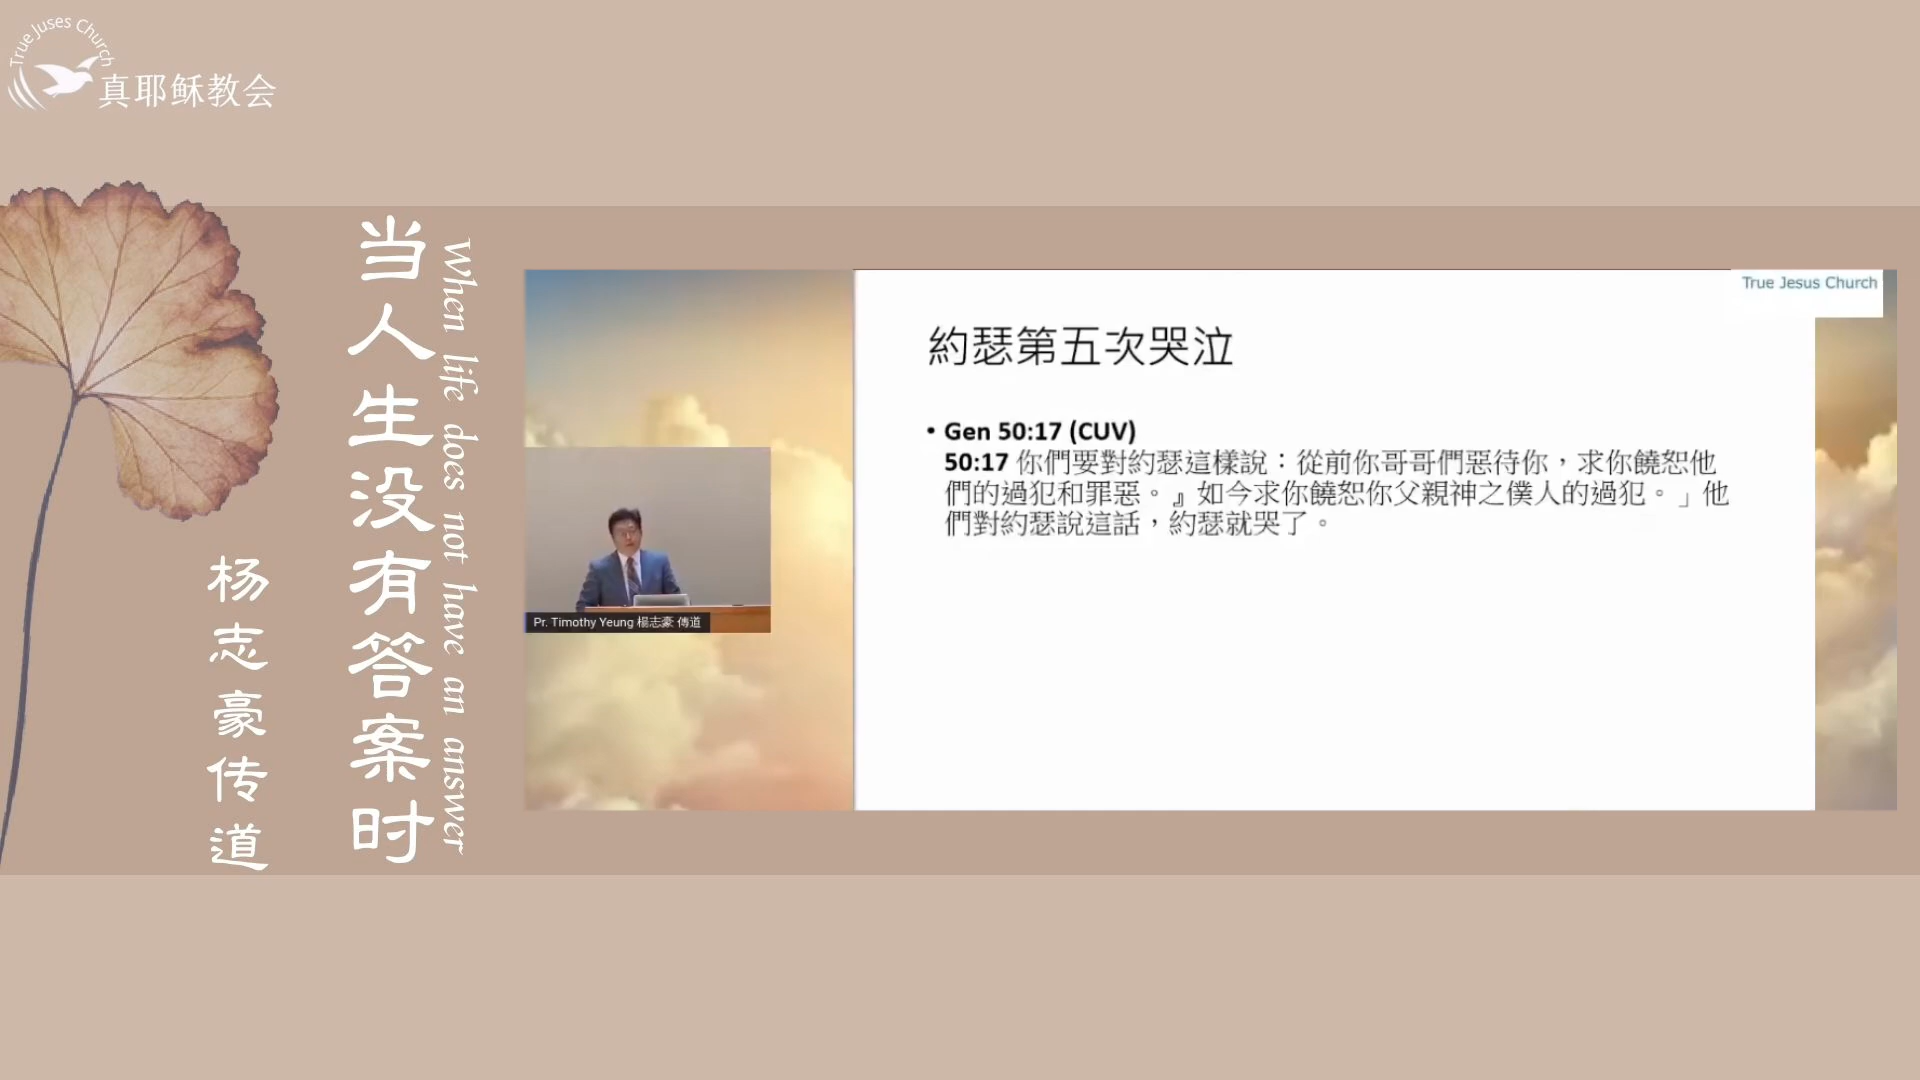 True Juses Church
真耶稣教会
当人生没有答案时
When life does not have an answer
杨志豪传道
True Jesus Church
約瑟第五次哭泣
• Gen 50:17 (CUV)
50:17 你們要對約瑟這樣說：從前你哥哥們惡待你，求你饒恕他
們的過犯和罪惡。』如今求你饒恕你父親神之僕人的過犯。」他
們對約瑟說這話，約瑟就哭了。
Pr. Timothy Yeung 楊志豪 傳道